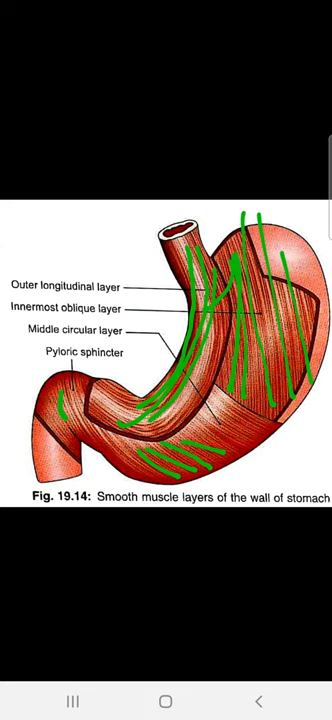 Outer longitudinal layer
Innermost oblique layer
Middle circular layer
Pyloric sphincter
Fig. 19.14: Smooth muscle layers of the wall of stomach